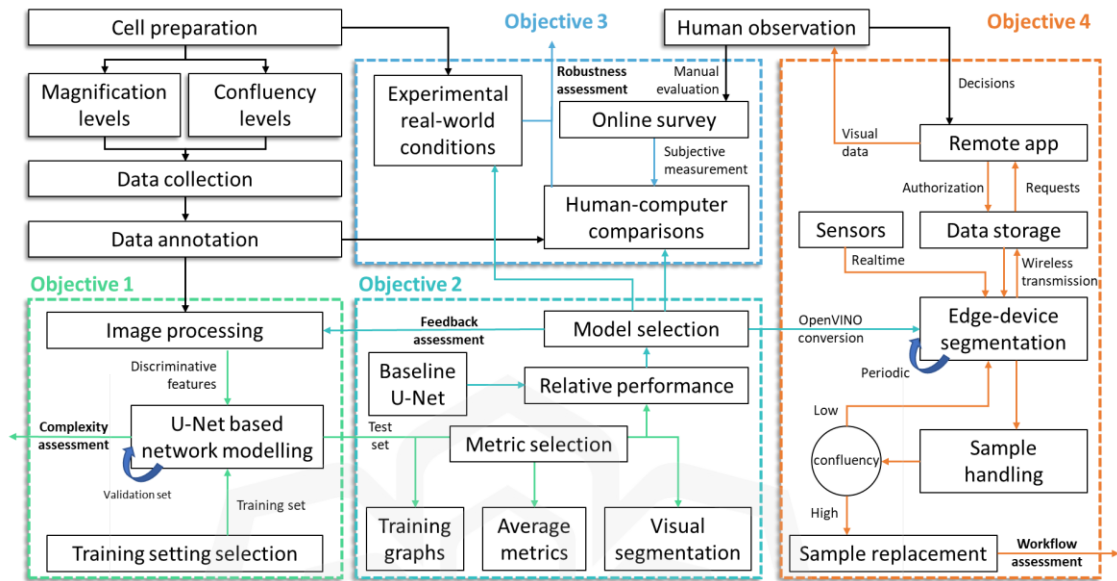 Cell preparation
Objective 3
Human observation
Objective 4
Magnification
levels
Confluency
levels
Experimental
real-world
conditions
Robustness
assessment
Manual
evaluation
Online survey
Decisions
Visual
data
Remote app
Subjective
measurement
Authorization
Requests
Data collection
Human-computer
comparisons
Sensors
Data storage
Data annotation
Realtime
Wireless
transmission
Objective 1
Objective 2
Image processing
Feedback
assessment
Model selection
OpenVINO
conversion
Edge-device
segmentation
Periodic
Discriminative
features
Baseline
U-Net
Relative performance
Complexity
assessment
U-Net based
network modelling
Validation set
Test
set
Metric selection
Low
confluency
Sample
handling
High
Training set
Training
graphs
Average
metrics
Visual
segmentation
Training setting selection
Sample replacement
Workflow
assessment